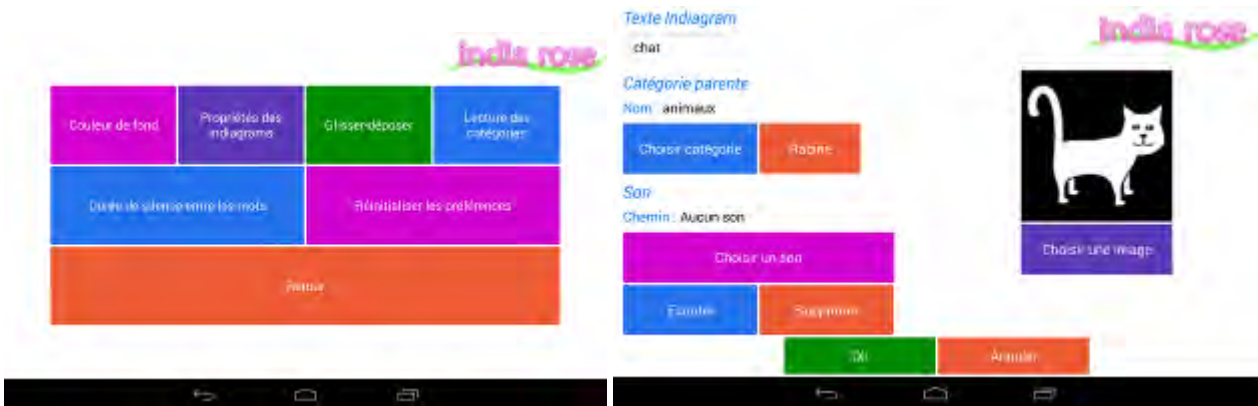 india rose
Couleur de fond
Propriétés des
indiagrams
Glisser-déposer
Lecture des
catégories
Durée de silence entre les mots
Réinitialiser les préférences
Retour
Texte Indiagram
chat
india rose
Catégorie parente
Nom : animaux
Choisir catégorie
Racine
Son
Chemin : Aucun son
Choisir un son
Choisir une image
Ecouter
Supprimer
OK
Annuler